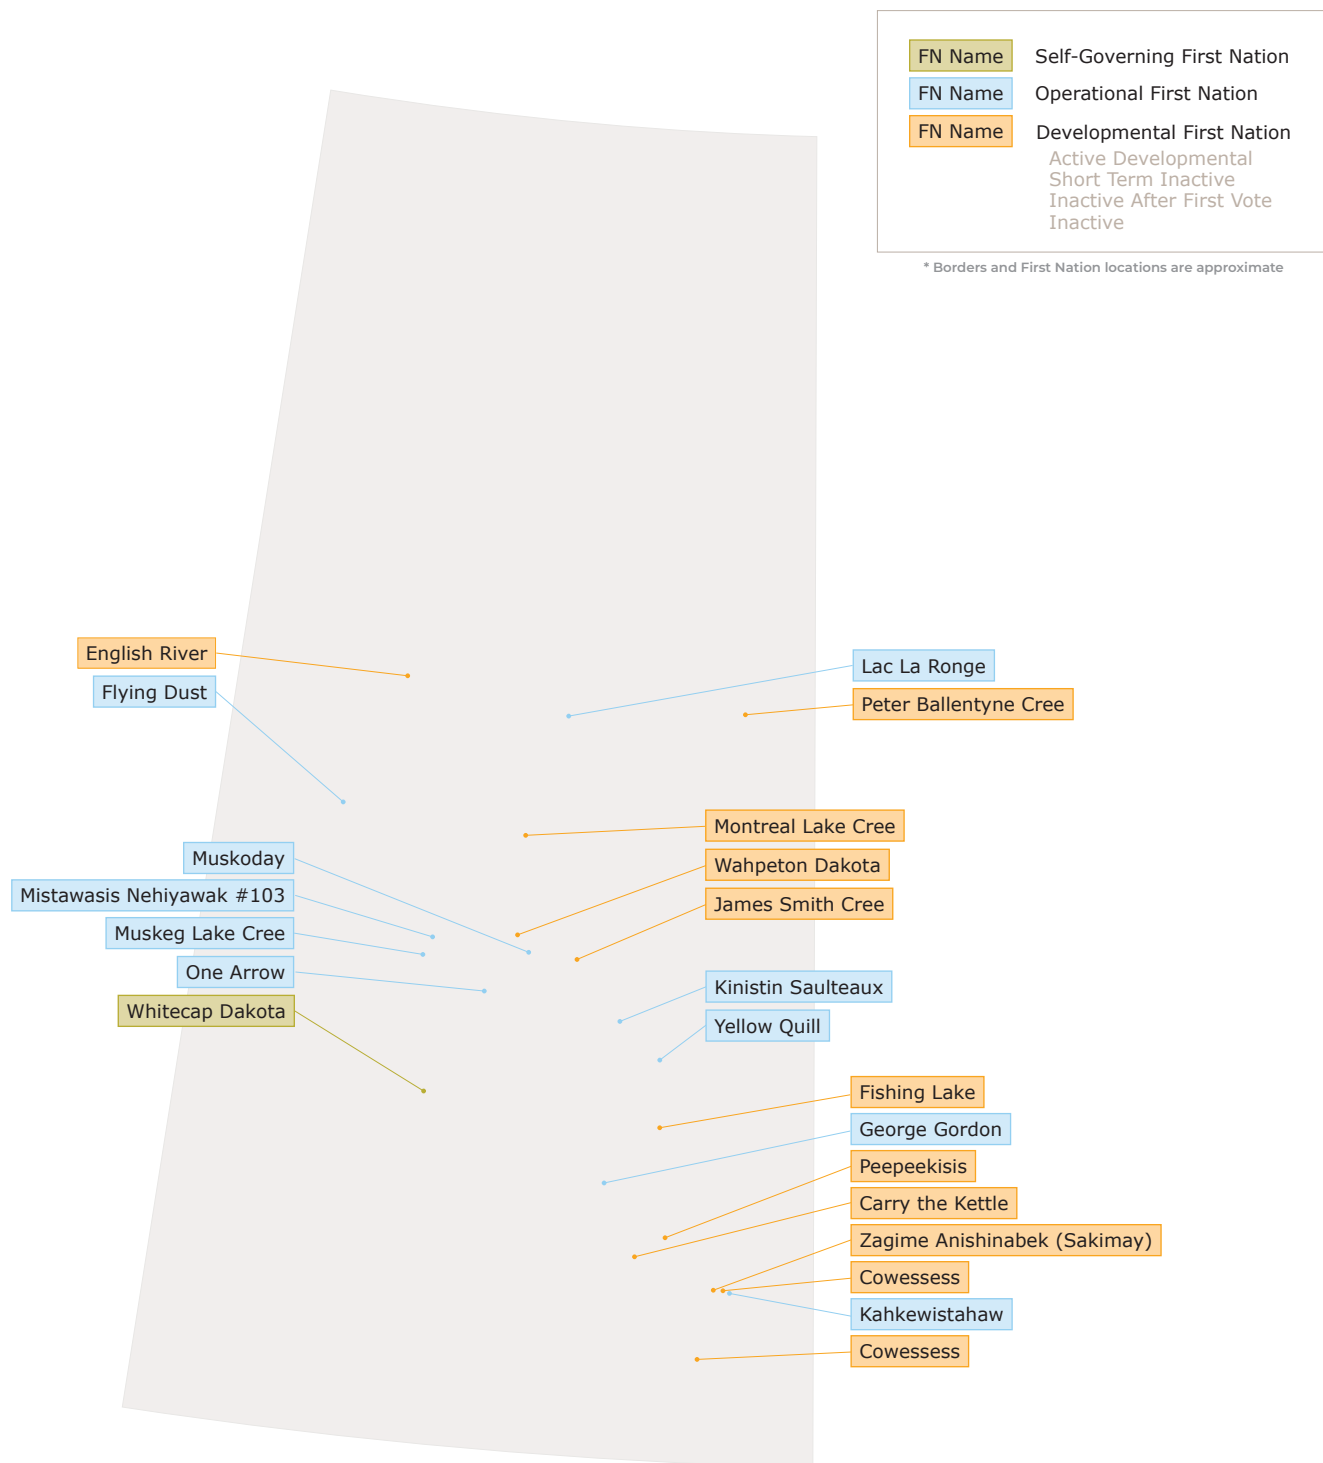 FN Name Self-Governing First Nation
FN Name Operational First Nation
FN Name Developmental First Nation
Active Developmental
Short Term Inactive
Inactive After First Vote
Inactive
* Borders and First Nation locations are approximate
English River
Flying Dust
Lac La Ronge
Peter Ballentyne Cree
Muskoday
Mistawasis Nehiyawak #103
Muskeg Lake Cree
One Arrow
Whitecap Dakota
Montreal Lake Cree
Wahpeton Dakota
James Smith Cree
Kinistin Saulteaux
Yellow Quill
Fishing Lake
George Gordon
Peepeekisis
Carry the Kettle
Zagime Anishinabek (Sakimay)
Cowessess
Kahkewistahaw
Cowessess